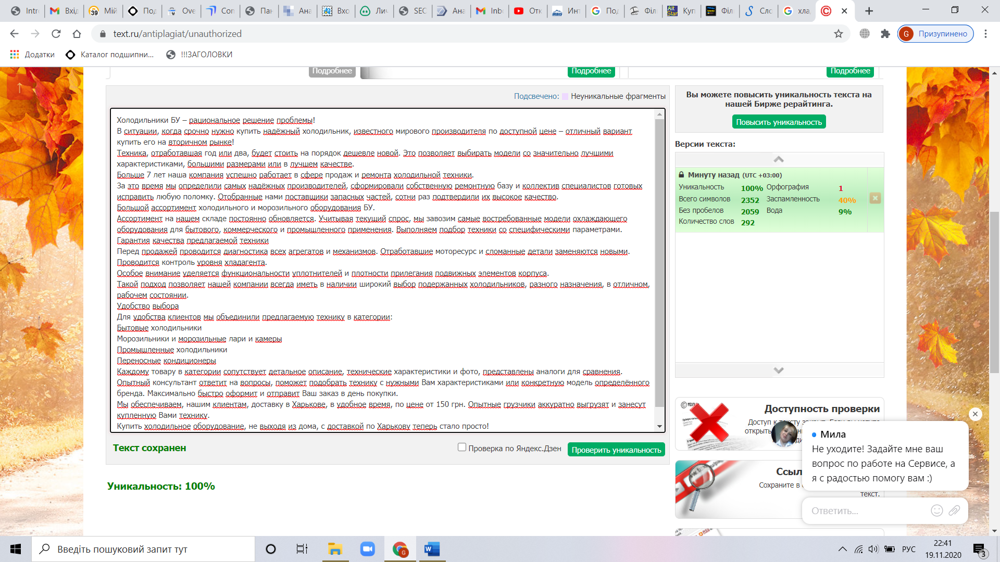 Intro
Вхід
39
Мій
Под
Ove
Con
Пан
Ана
Вхо
Лич
SEC
Ана
Inb
Отк
Инт
Под
Філ
Alt Star
Куп
Філ
Сло
хла
text.ru/antiplagiat/unauthorized
G Призупинено
Додатки
Каталог подшипни...
!!!ЗАГОЛОВКИ
Подробнее
Подробнее
Подробнее
Подсвечено: Неуникальные фрагменты
Холодильники БУ – рациональное решение проблемы!
В ситуации, когда срочно нужно купить надёжный холодильник, известного мирового производителя по доступной цене – отличный вариант
купить его на вторичном рынке!
Техника, отработавшая год или два, будет стоить на порядок дешевле новой. Это позволяет выбирать модели со значительно лучшими
характеристиками, большими размерами или в лучшем качестве.
Больше 7 лет наша компания успешно работает в сфере продаж и ремонта холодильной техники.
За это время мы определили самых надёжных производителей, сформировали собственную ремонтную базу и коллектив специалистов готовых
исправить любую поломку. Отобранные нами поставщики запасных частей, сотни раз подтвердили их высокое качество.
Большой ассортимент холодильного и морозильного оборудования БУ.
Ассортимент на нашем складе постоянно обновляется. Учитывая текущий спрос, мы завозим самые востребованные модели охлаждающего
оборудования для бытового, коммерческого и промышленного применения. Выполняем подбор техники со специфическими параметрами.
Гарантия качества предлагаемой техники
Перед продажей проводится диагностика всех агрегатов и механизмов. Отработавшие моторесурс и сломанные детали заменяются новыми.
Проводится контроль уровня хладагента.
Особое внимание уделяется функциональности уплотнителей и плотности прилегания подвижных элементов корпуса.
Такой подход позволяет нашей компании всегда иметь в наличии широкий выбор подержанных холодильников, разного назначения, в отличном,
рабочем состоянии.
Удобство выбора
Для удобства клиентов мы объединили предлагаемую технику в категории:
Бытовые холодильники
Морозильники и морозильные лари и камеры
Промышленные холодильники
Переносные кондиционеры
Каждому товару в категории сопутствует детальное описание, технические характеристики и фото, представлены аналоги для сравнения.
Опытный консультант ответит на вопросы, поможет подобрать технику с нужными Вам характеристиками или конкретную модель определённого
бренда. Максимально быстро оформит и отправит Ваш заказ в день покупки.
Мы обеспечиваем, нашим клиентам, доставку в Харькове, в удобное время, по цене от 150 грн. Опытные грузчики аккуратно выгрузят и занесут
купленную Вами технику.
Купить холодильное оборудование, не выходя из дома, с доставкой по Харькову теперь стало просто!
Текст сохранен
Проверка по Яндекс.Дзен
Проверить уникальность
Уникальность: 100%
Вы можете повысить уникальность текста на
нашей Бирже рерайтинга.
Повысить уникальность
Версии текста:
Минуту назад (UTC +03:00)
Уникальность 100% Орфография 1
Всего символов 2352 Заспамленность 40%
Без пробелов 2059 Вода 9%
Количество слов 292
Доступность проверки
Доступ к тексту
открыть
Ссыл
Сохраните в
текст.
Мила
Не уходите! Задайте мне ваш
вопрос по работе на Сервисе, а
я с радостью помогу вам :)
Ответить...
Введіть пошуковий запит тут
РУС
22:41
19.11.2020
3